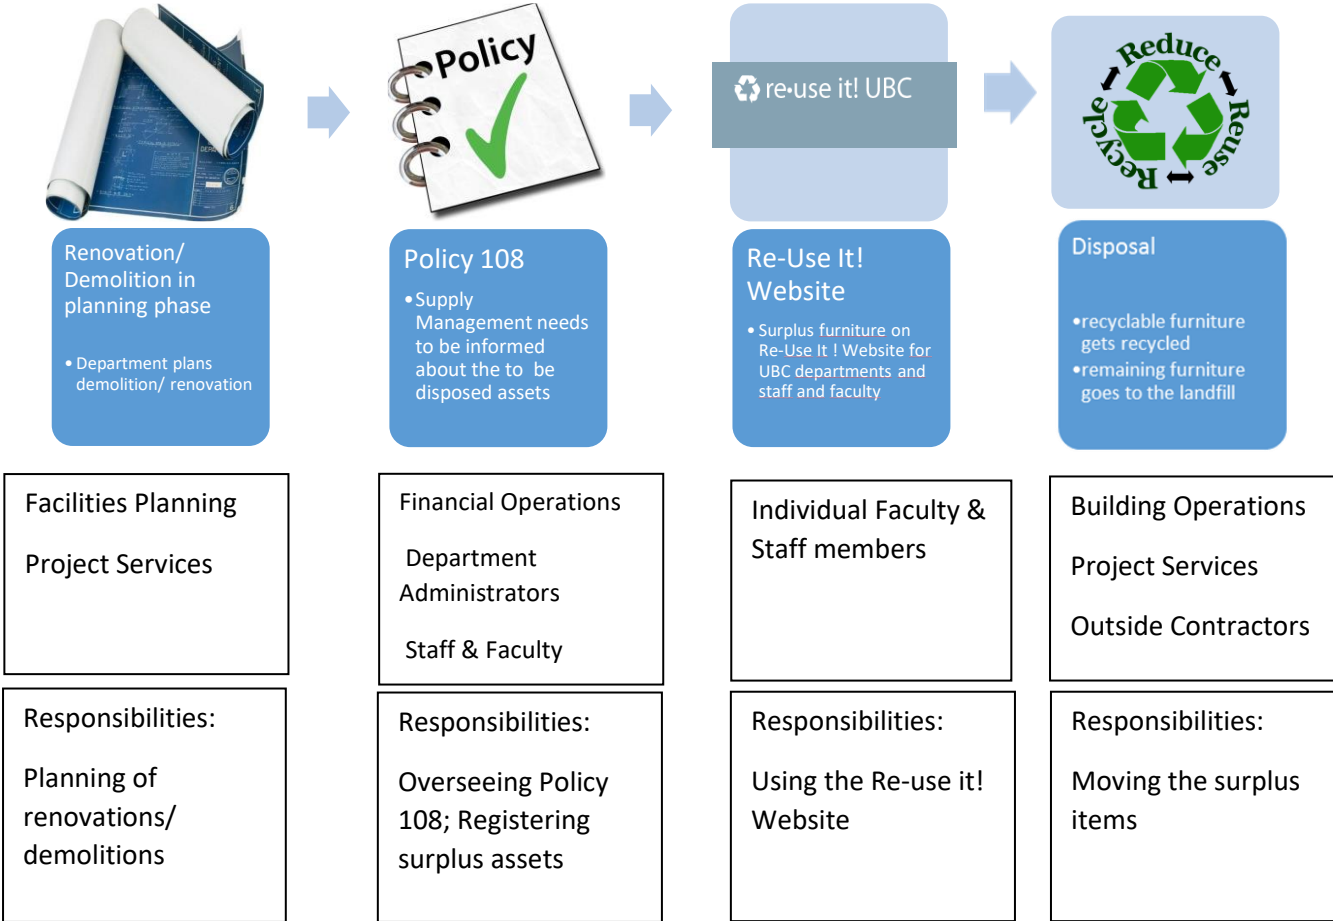 Policy
re•use it! UBC
Reduce
Reuse
Recycle
Renovation/
Demolition in
planning phase
• Department plans
demolition/ renovation
Policy 108
• Supply
Management needs
to be informed
about the to be
disposed assets
Re-Use It!
Website
• Surplus furniture on
Re-Use It ! Website for
UBC departments and
staff and faculty
Disposal
•recyclable furniture
gets recycled
•remaining furniture
goes to the landfill
Facilities Planning
Project Services
Financial Operations
Department
Administrators
Staff & Faculty
Individual Faculty &
Staff members
Building Operations
Project Services
Outside Contractors
Responsibilities:
Planning of
renovations/
demolitions
Responsibilities:
Overseeing Policy
108; Registering
surplus assets
Responsibilities:
Using the Re-use it!
Website
Responsibilities:
Moving the surplus
items